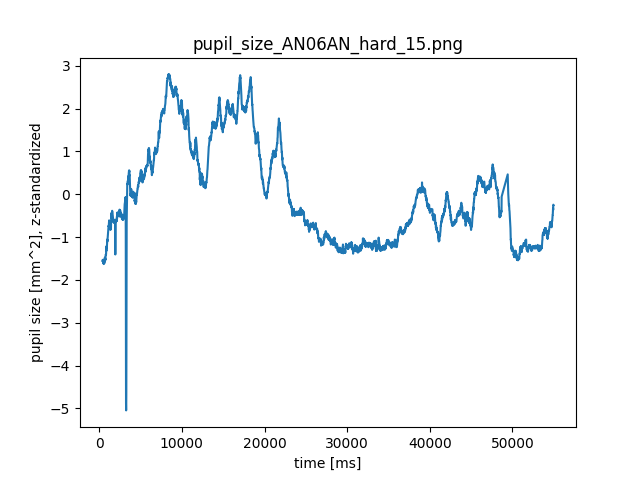 pupil_size_AN06AN_hard_15.png
pupil size [mm^2], z-standardized
3
2
1
0
−1
−2
−3
−4
−5
0 10000 20000 30000 40000 50000
time [ms]